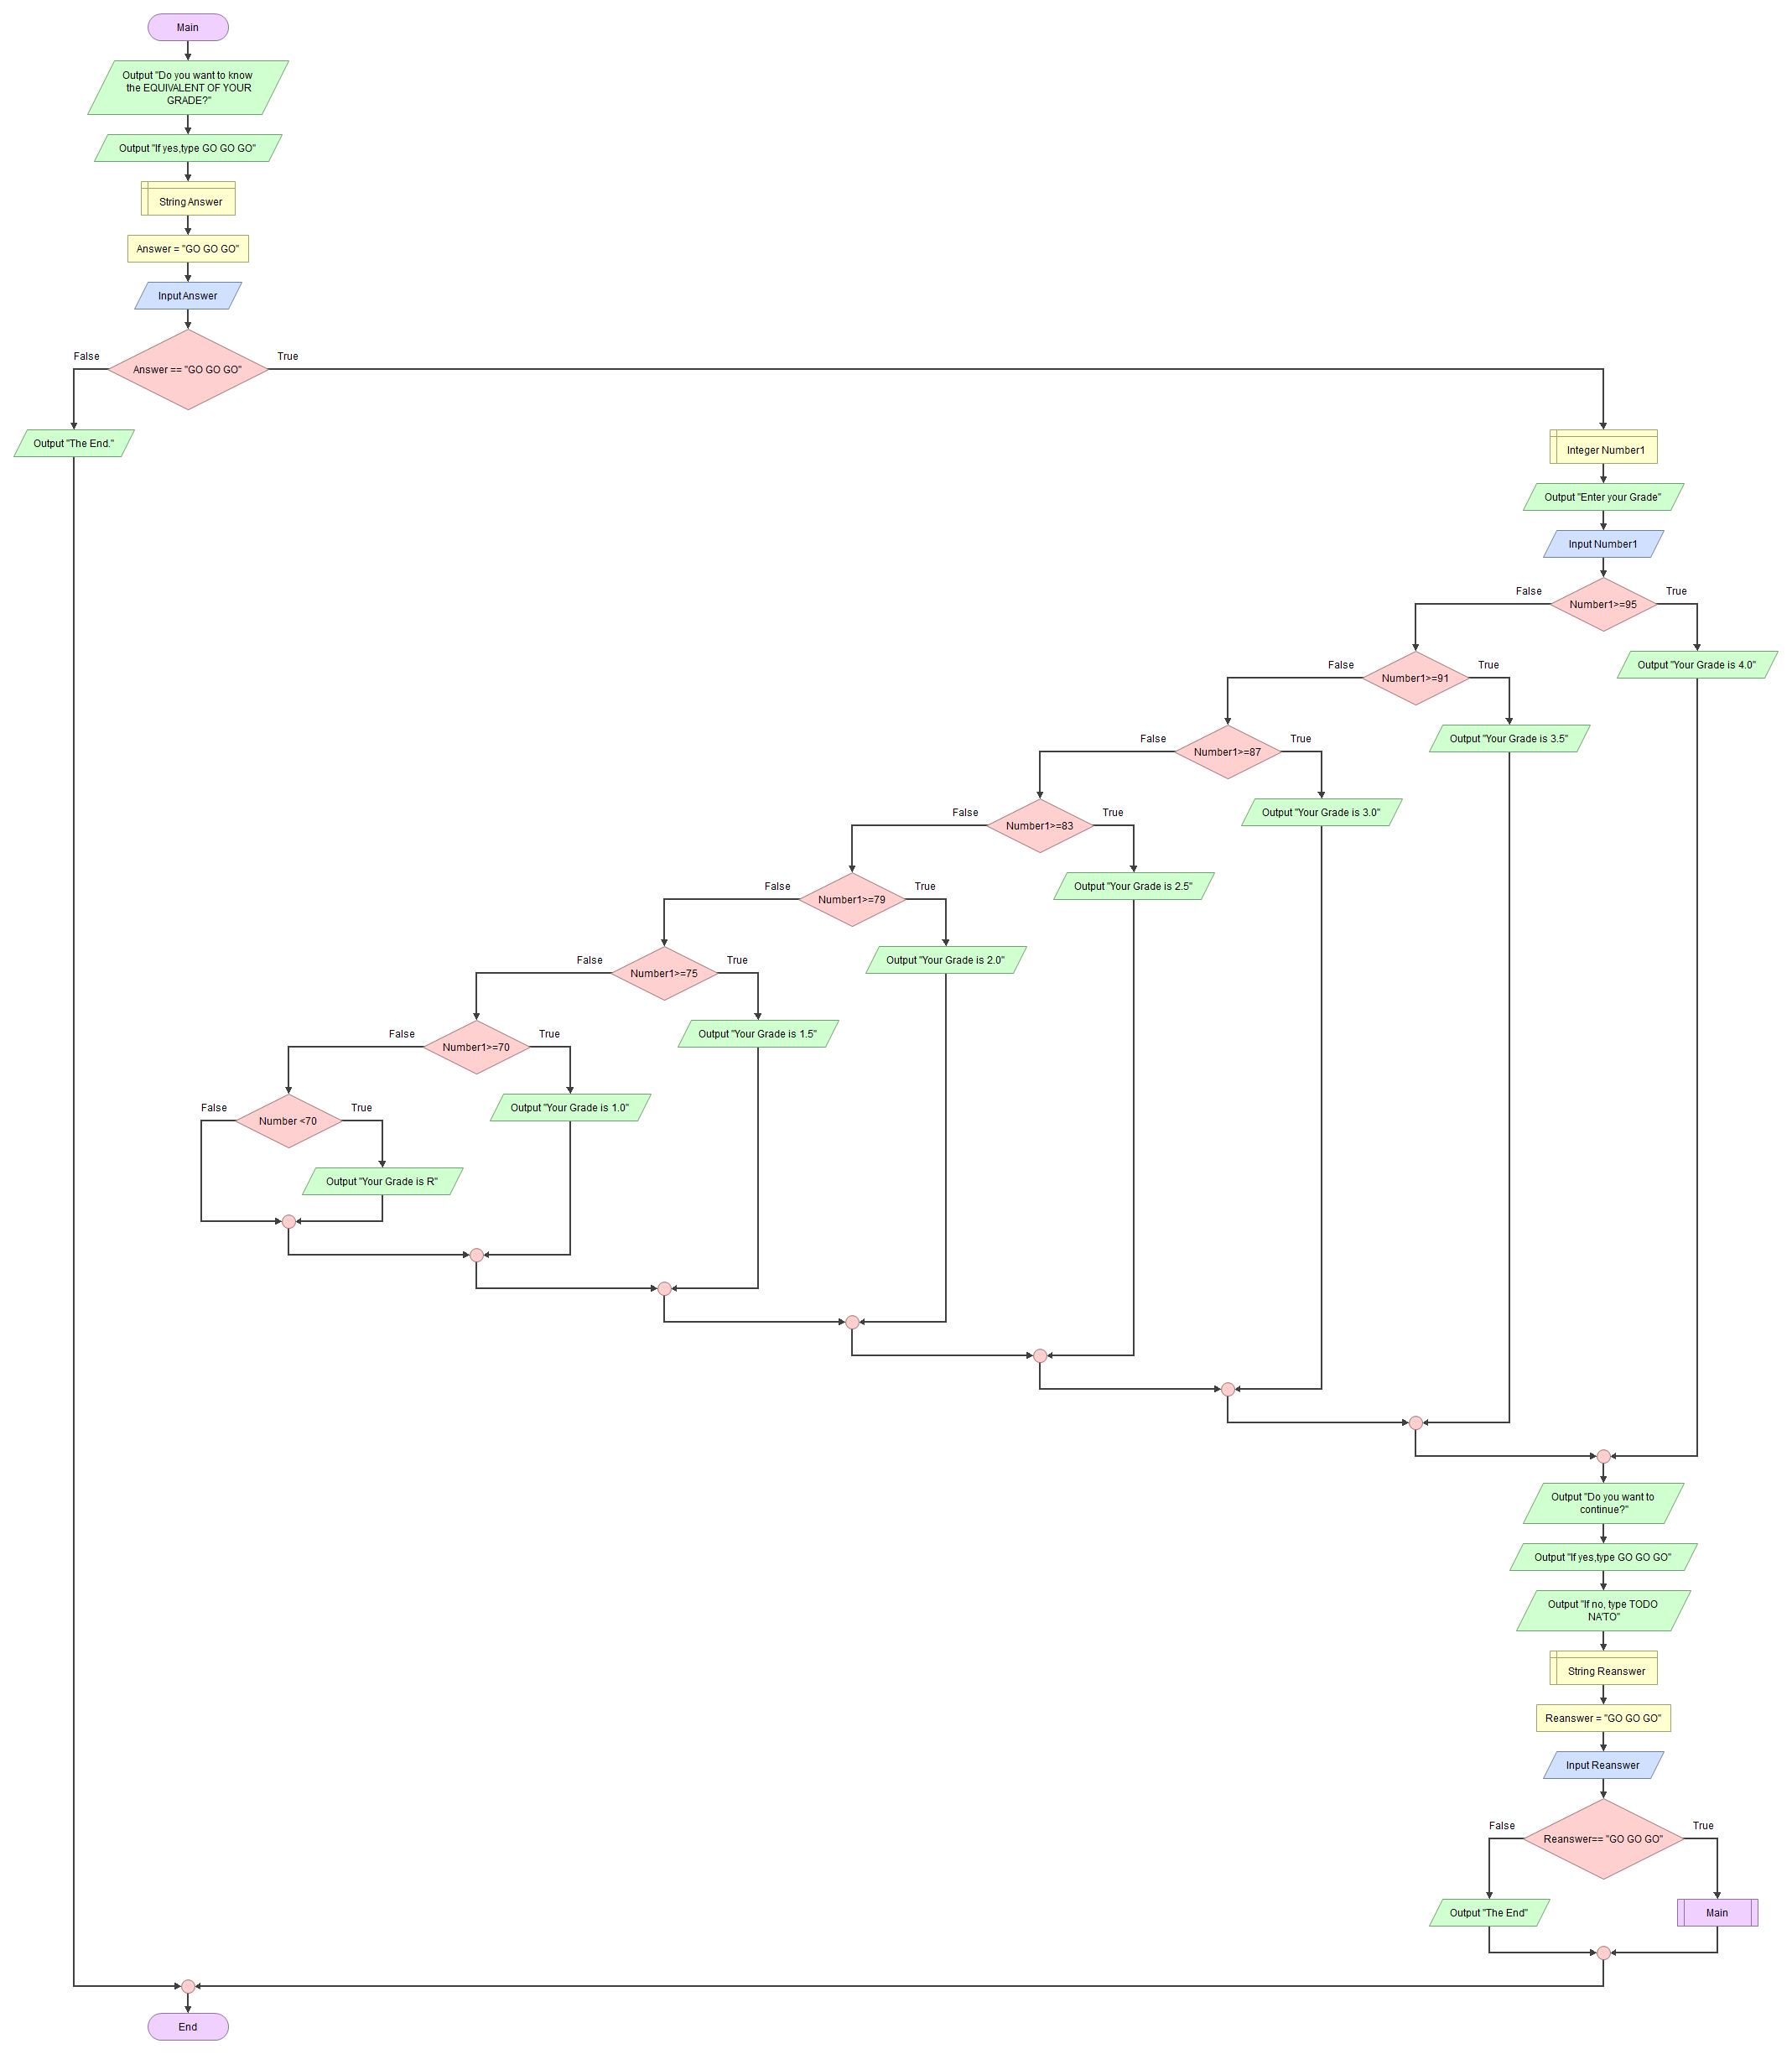 Main
Output "Do you want to know
the EQUIVALENT OF YOUR
GRADE?"
Output "If yes,type GO GO GO"
String Answer
Answer = "GO GO GO"
Input Answer
False
True
Answer == "GO GO GO"
Output "The End."
Integer Number1
Output "Enter your Grade"
Input Number1
False
True
Number1>=95
Output "Your Grade is 4.0"
False
True
Number1>=91
Output "Your Grade is 3.5"
False
True
Number1>=87
Output "Your Grade is 3.0"
False
True
Number1>=83
Output "Your Grade is 2.5"
False
True
Number1>=79
Output "Your Grade is 2.0"
False
True
Number1>=75
Output "Your Grade is 1.5"
False
True
Number1>=70
Output "Your Grade is 1.0"
False
True
Number <70
Output "Your Grade is R"
Output "Do you want to
continue?"
Output "If yes,type GO GO GO"
Output "If no, type TODO
NA'TO"
String Reanswer
Reanswer = "GO GO GO"
Input Reanswer
False
True
Reanswer== "GO GO GO"
Output "The End"
Main
End